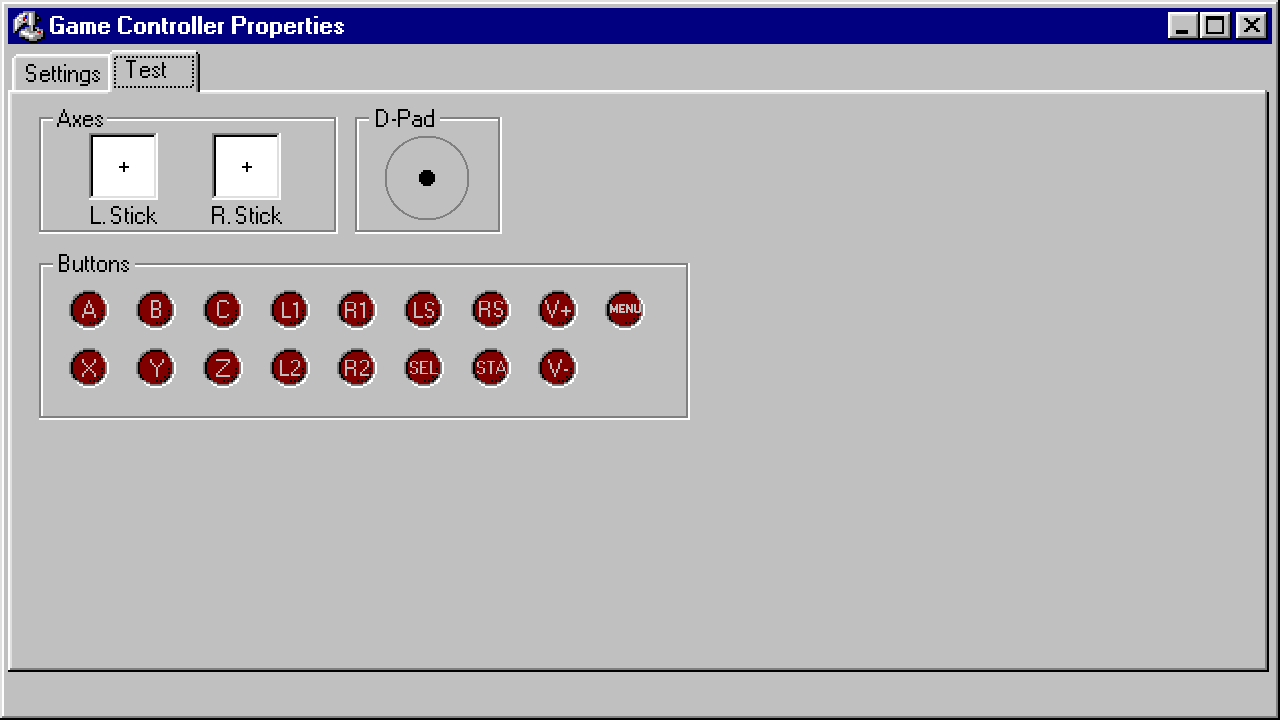 Game Controller Properties
Settings Test
Axes D-Pad
L.Stick R.Stick
Buttons
A B C L1 R1 LS RS V+ MENU
X Y Z L2 R2 SEL STA V-